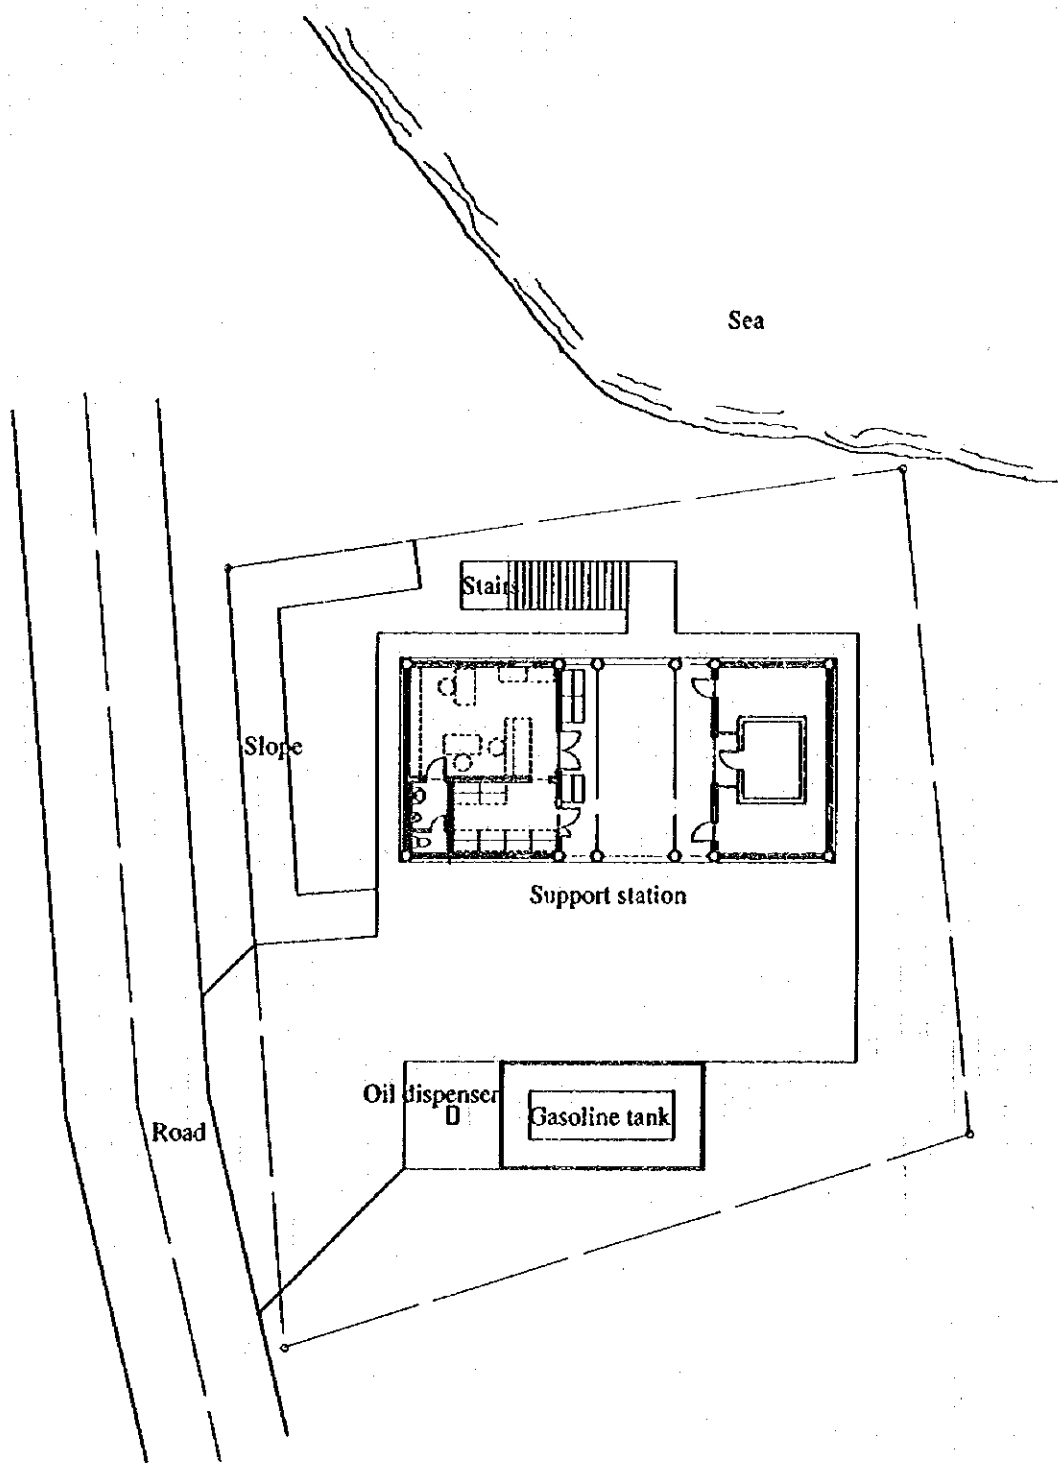 Sea
Stairs
Slope
Support station
Oil dispenser
Gasoline tank
Road